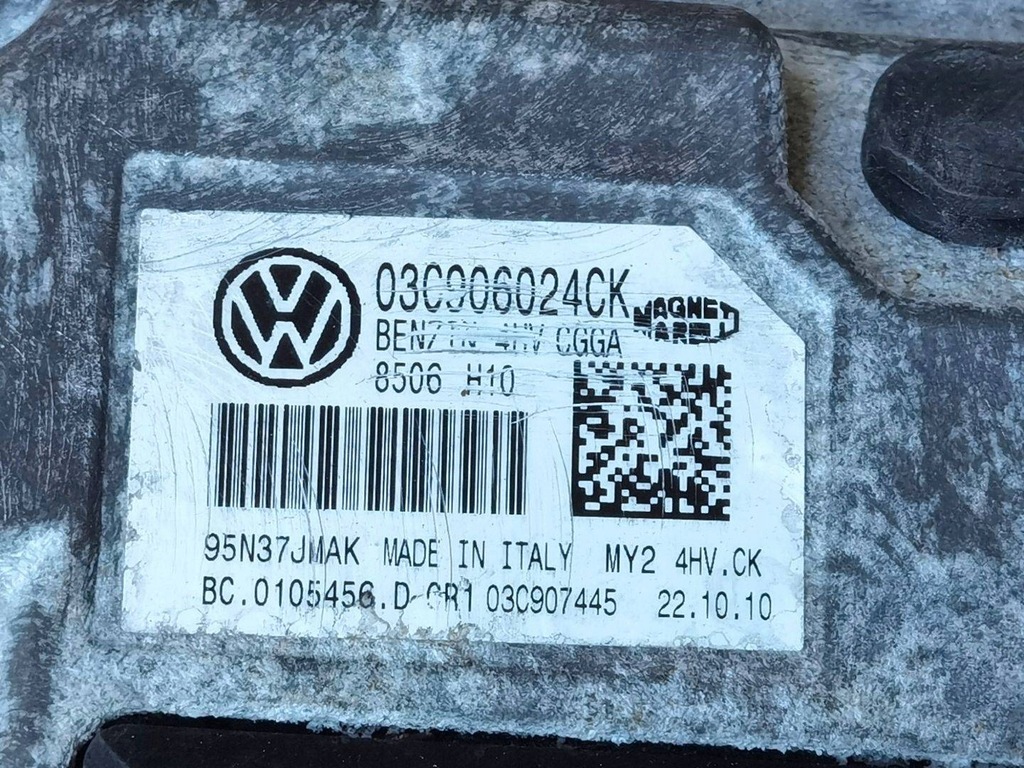 03C906024CK
MAGNETI
MARELLI
BENZIN 4HV CGGA
8506 H10
95N37JMAK MADE IN ITALY MY2 4HV.CK
BC.0105456.D GR1 03C907445 22.10.10